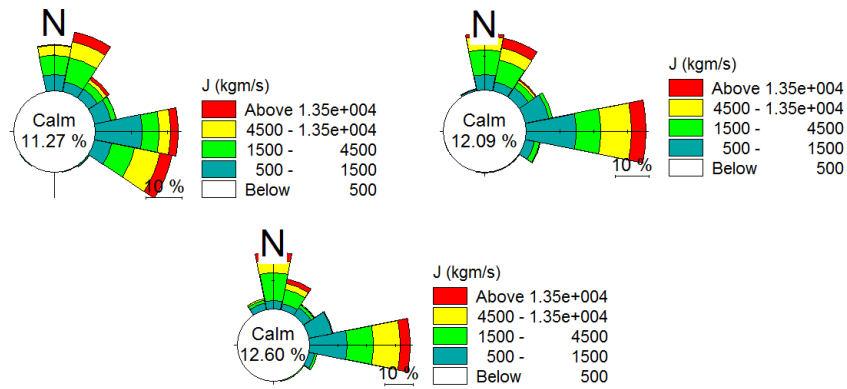 N
Calm
11.27 %
10 %
J (kgm/s)
Above 1.35e+004
4500 - 1.35e+004
1500 - 4500
500 - 1500
Below 500
N
Calm
12.09 %
10 %
J (kgm/s)
Above 1.35e+004
4500 - 1.35e+004
1500 - 4500
500 - 1500
Below 500
N
Calm
12.60 %
10 %
J (kgm/s)
Above 1.35e+004
4500 - 1.35e+004
1500 - 4500
500 - 1500
Below 500